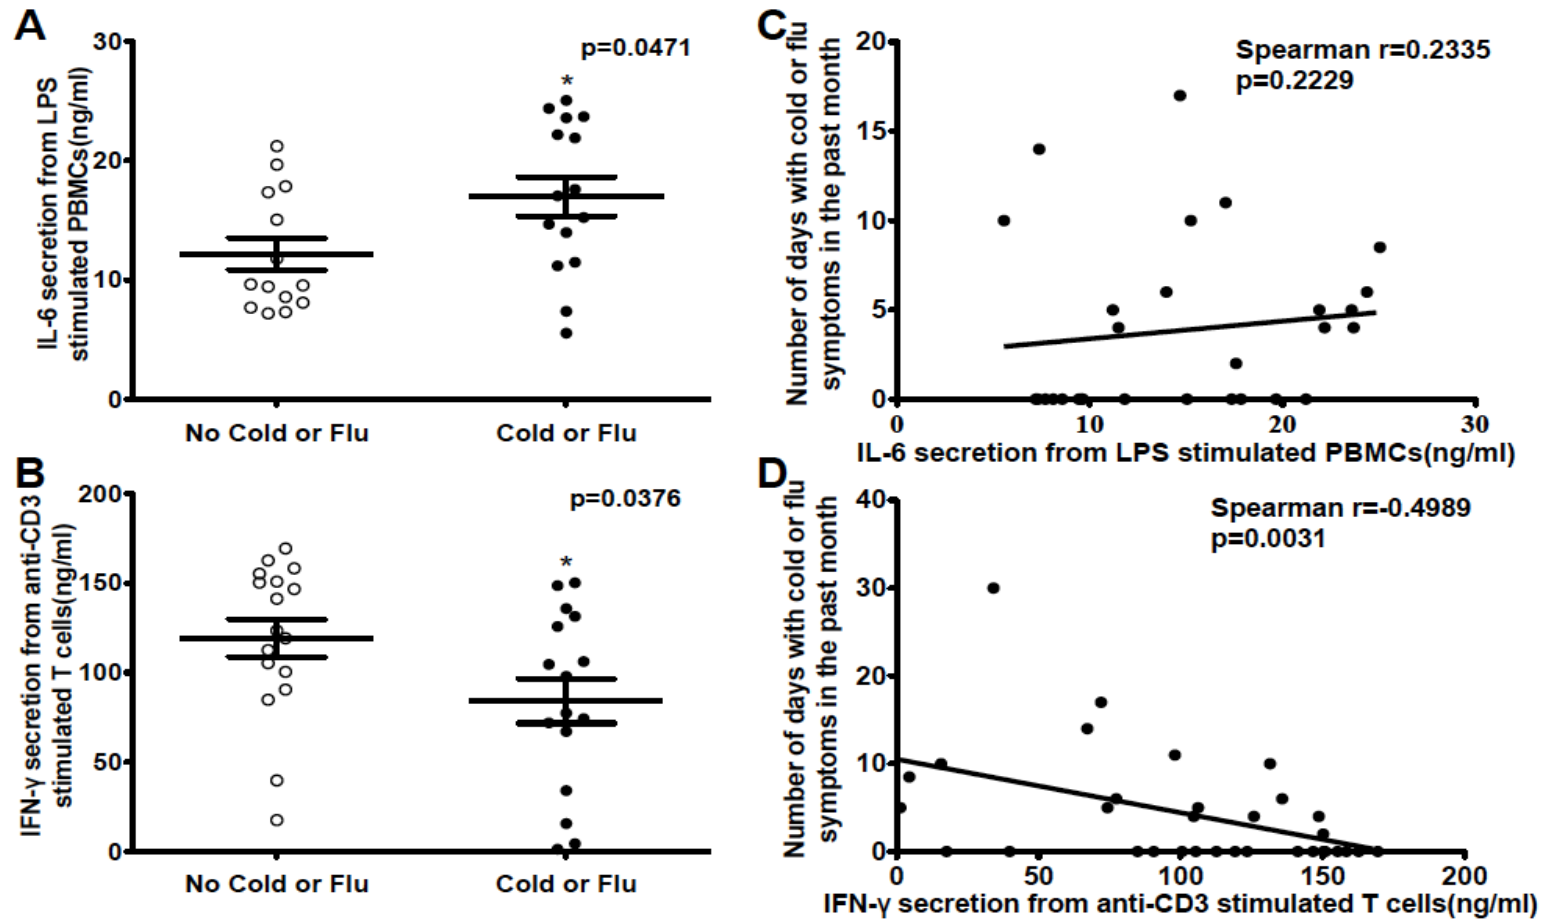 A
IL-6 secretion from LPS
stimulated PBMCs(ng/ml)
30
20
10
0
p=0.0471
*
No Cold or Flu
Cold or Flu
B
IFN-γ secretion from anti-CD3
stimulated T cells(ng/ml)
200
150
100
50
0
p=0.0376
*
No Cold or Flu
Cold or Flu
C
Number of days with cold or flu
symptoms in the past month
20
15
10
5
0
Spearman r=0.2335
p=0.2229
0 10 20 30
IL-6 secretion from LPS stimulated PBMCs(ng/ml)
D
Number of days with cold or flu
symptoms in the past month
40
30
20
10
0
Spearman r=-0.4989
p=0.0031
0 50 100 150 200
IFN-γ secretion from anti-CD3 stimulated T cells(ng/ml)